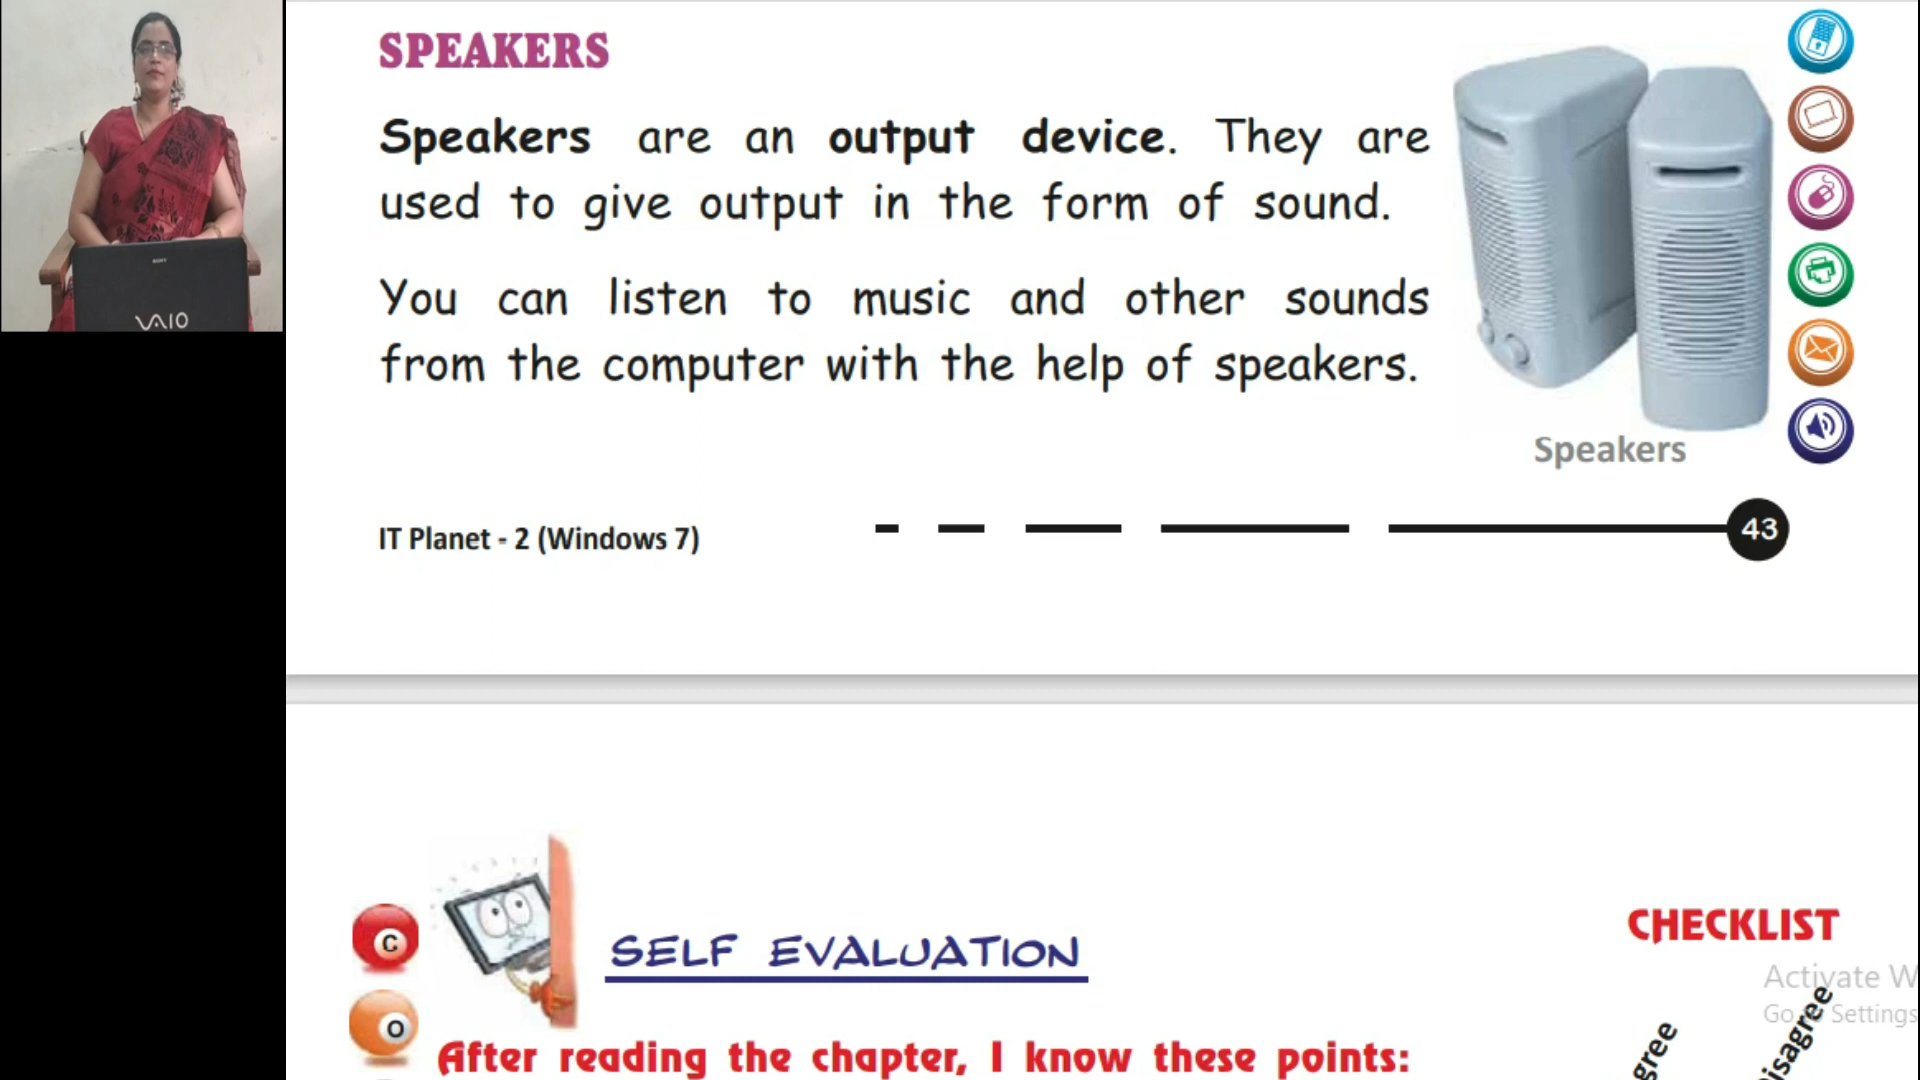 SPEAKERS
Speakers are an output device. They are
used to give output in the form of sound.
You can listen to music and other sounds
from the computer with the help of speakers.
Speakers
IT Planet - 2 (Windows 7)
43
SONY
VAIO
C
O
SELF EVALUATION
CHECKLIST
Activate W
Go to Settings
After reading the chapter, I know these points: